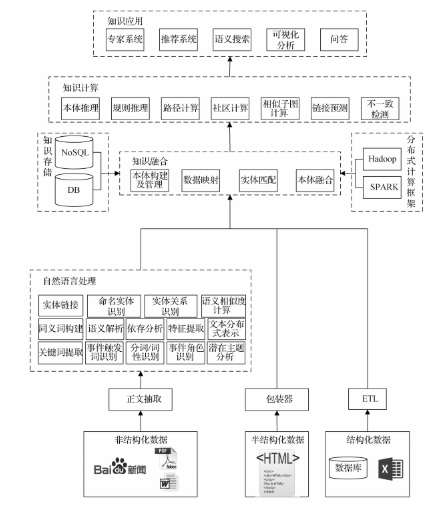 知识应用
专家系统
推荐系统
语义搜索
可视化
分析
问答
知识计算
本体推理
规则推理
路径计算
社区计算
相似子图
计算
链接预测
不一致
检测
知识存储
NoSQL
DB
知识融合
本体构建
及管理
数据映射
实体匹配
本体融合
分布式计算框架
Hadoop
SPARK
自然语言处理
实体链接
命名实体
识别
实体关系
识别
语义相似度
计算
同义词构建
语义解析
依存分析
特征提取
文本分布
式表示
关键词提取
事件触发
词识别
分词/词
性识别
事件角色
识别
潜在主题
分析
正文抽取
包装器
ETL
非结构化数据
Bai du 新闻
PDF
Adobe
W
半结构化数据
<HTML>
结构化数据
数据库
X